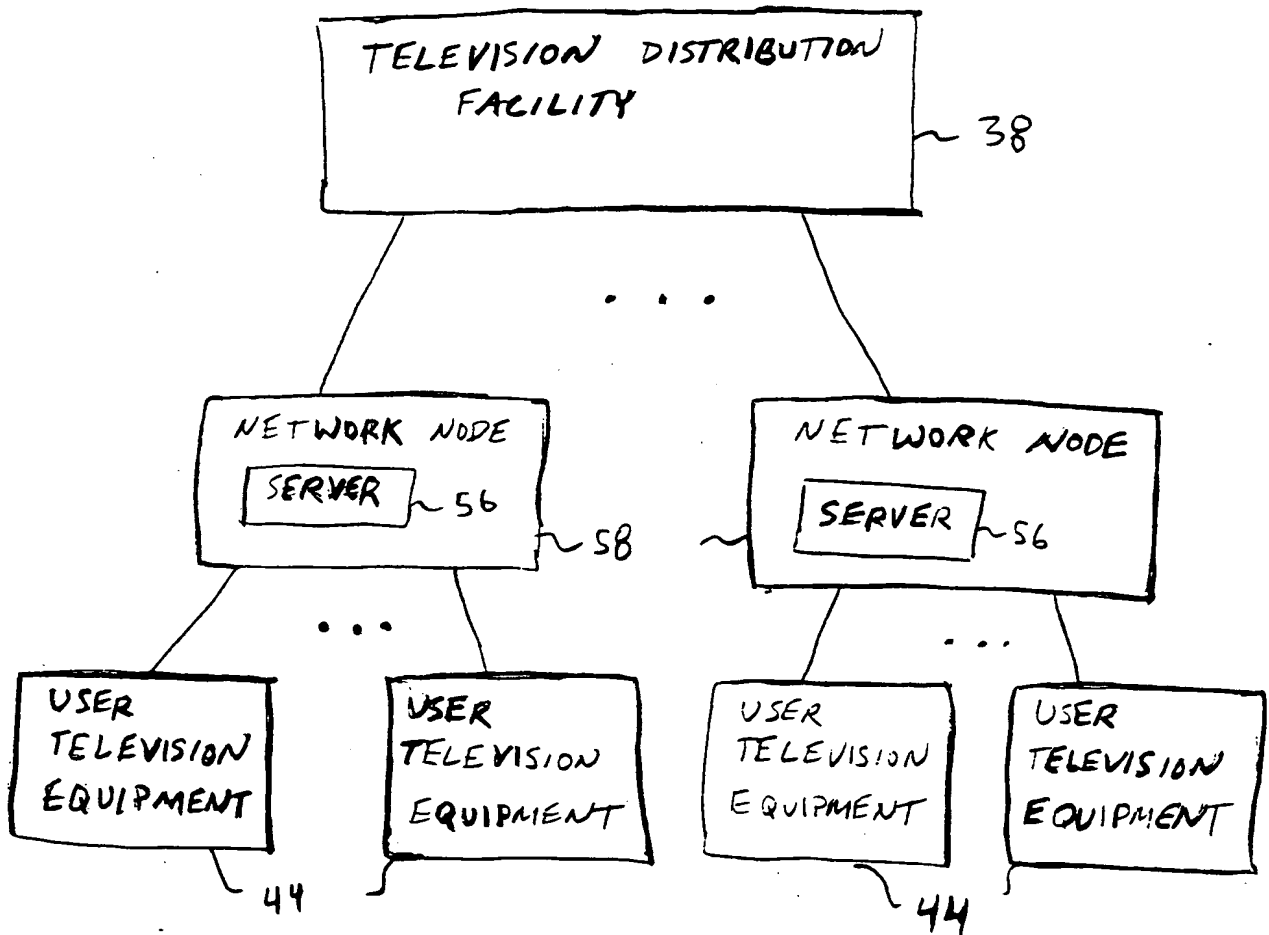 TELEVISION DISTRIBUTION
FACILITY
38
NETWORK NODE
SERVER
56
58
NETWORK NODE
SERVER
56
USER
TELEVISION
EQUIPMENT
USER
TELEVISION
EQUIPMENT
44
USER
TELEVISION
EQUIPMENT
USER
TELEVISION
EQUIPMENT
44